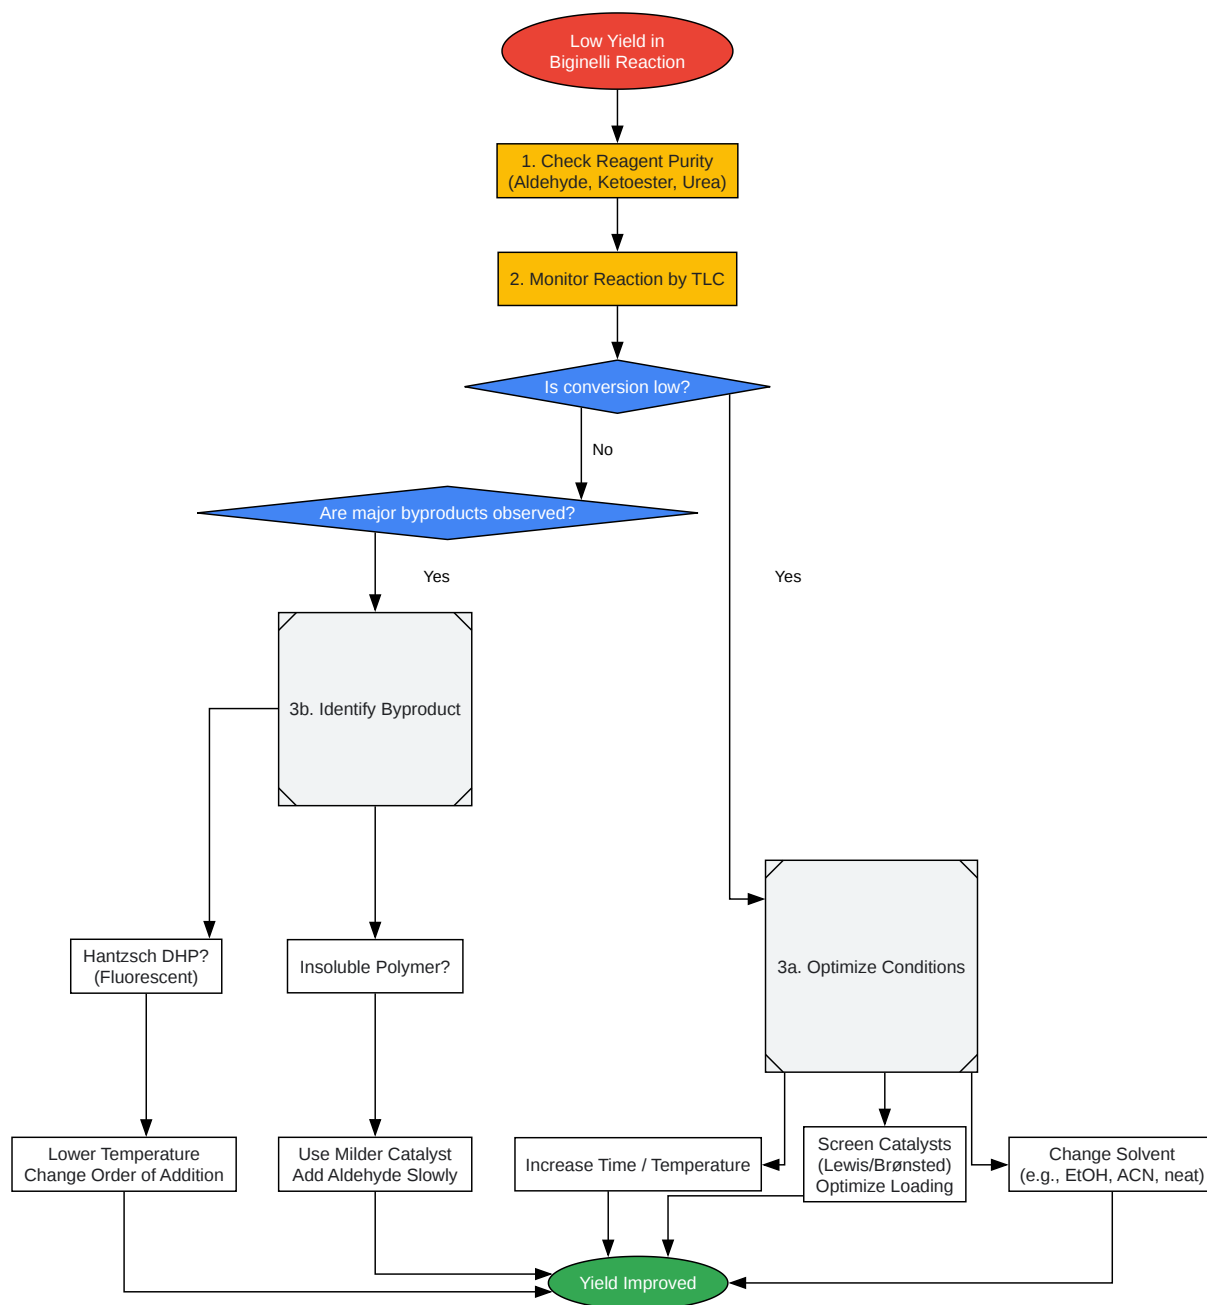 Low Yield in
Biginelli Reaction
1. Check Reagent Purity
(Aldehyde, Ketoester, Urea)
2. Monitor Reaction by TLC
Is conversion low?
No
Are major byproducts observed?
Yes
Yes
3b. Identify Byproduct
Hantzsch DHP?
(Fluorescent)
Insoluble Polymer?
3a. Optimize Conditions
Lower Temperature
Change Order of Addition
Use Milder Catalyst
Add Aldehyde Slowly
Increase Time / Temperature
Screen Catalysts
(Lewis/Brønsted)
Optimize Loading
Change Solvent
(e.g., EtOH, ACN, neat)
Yield Improved